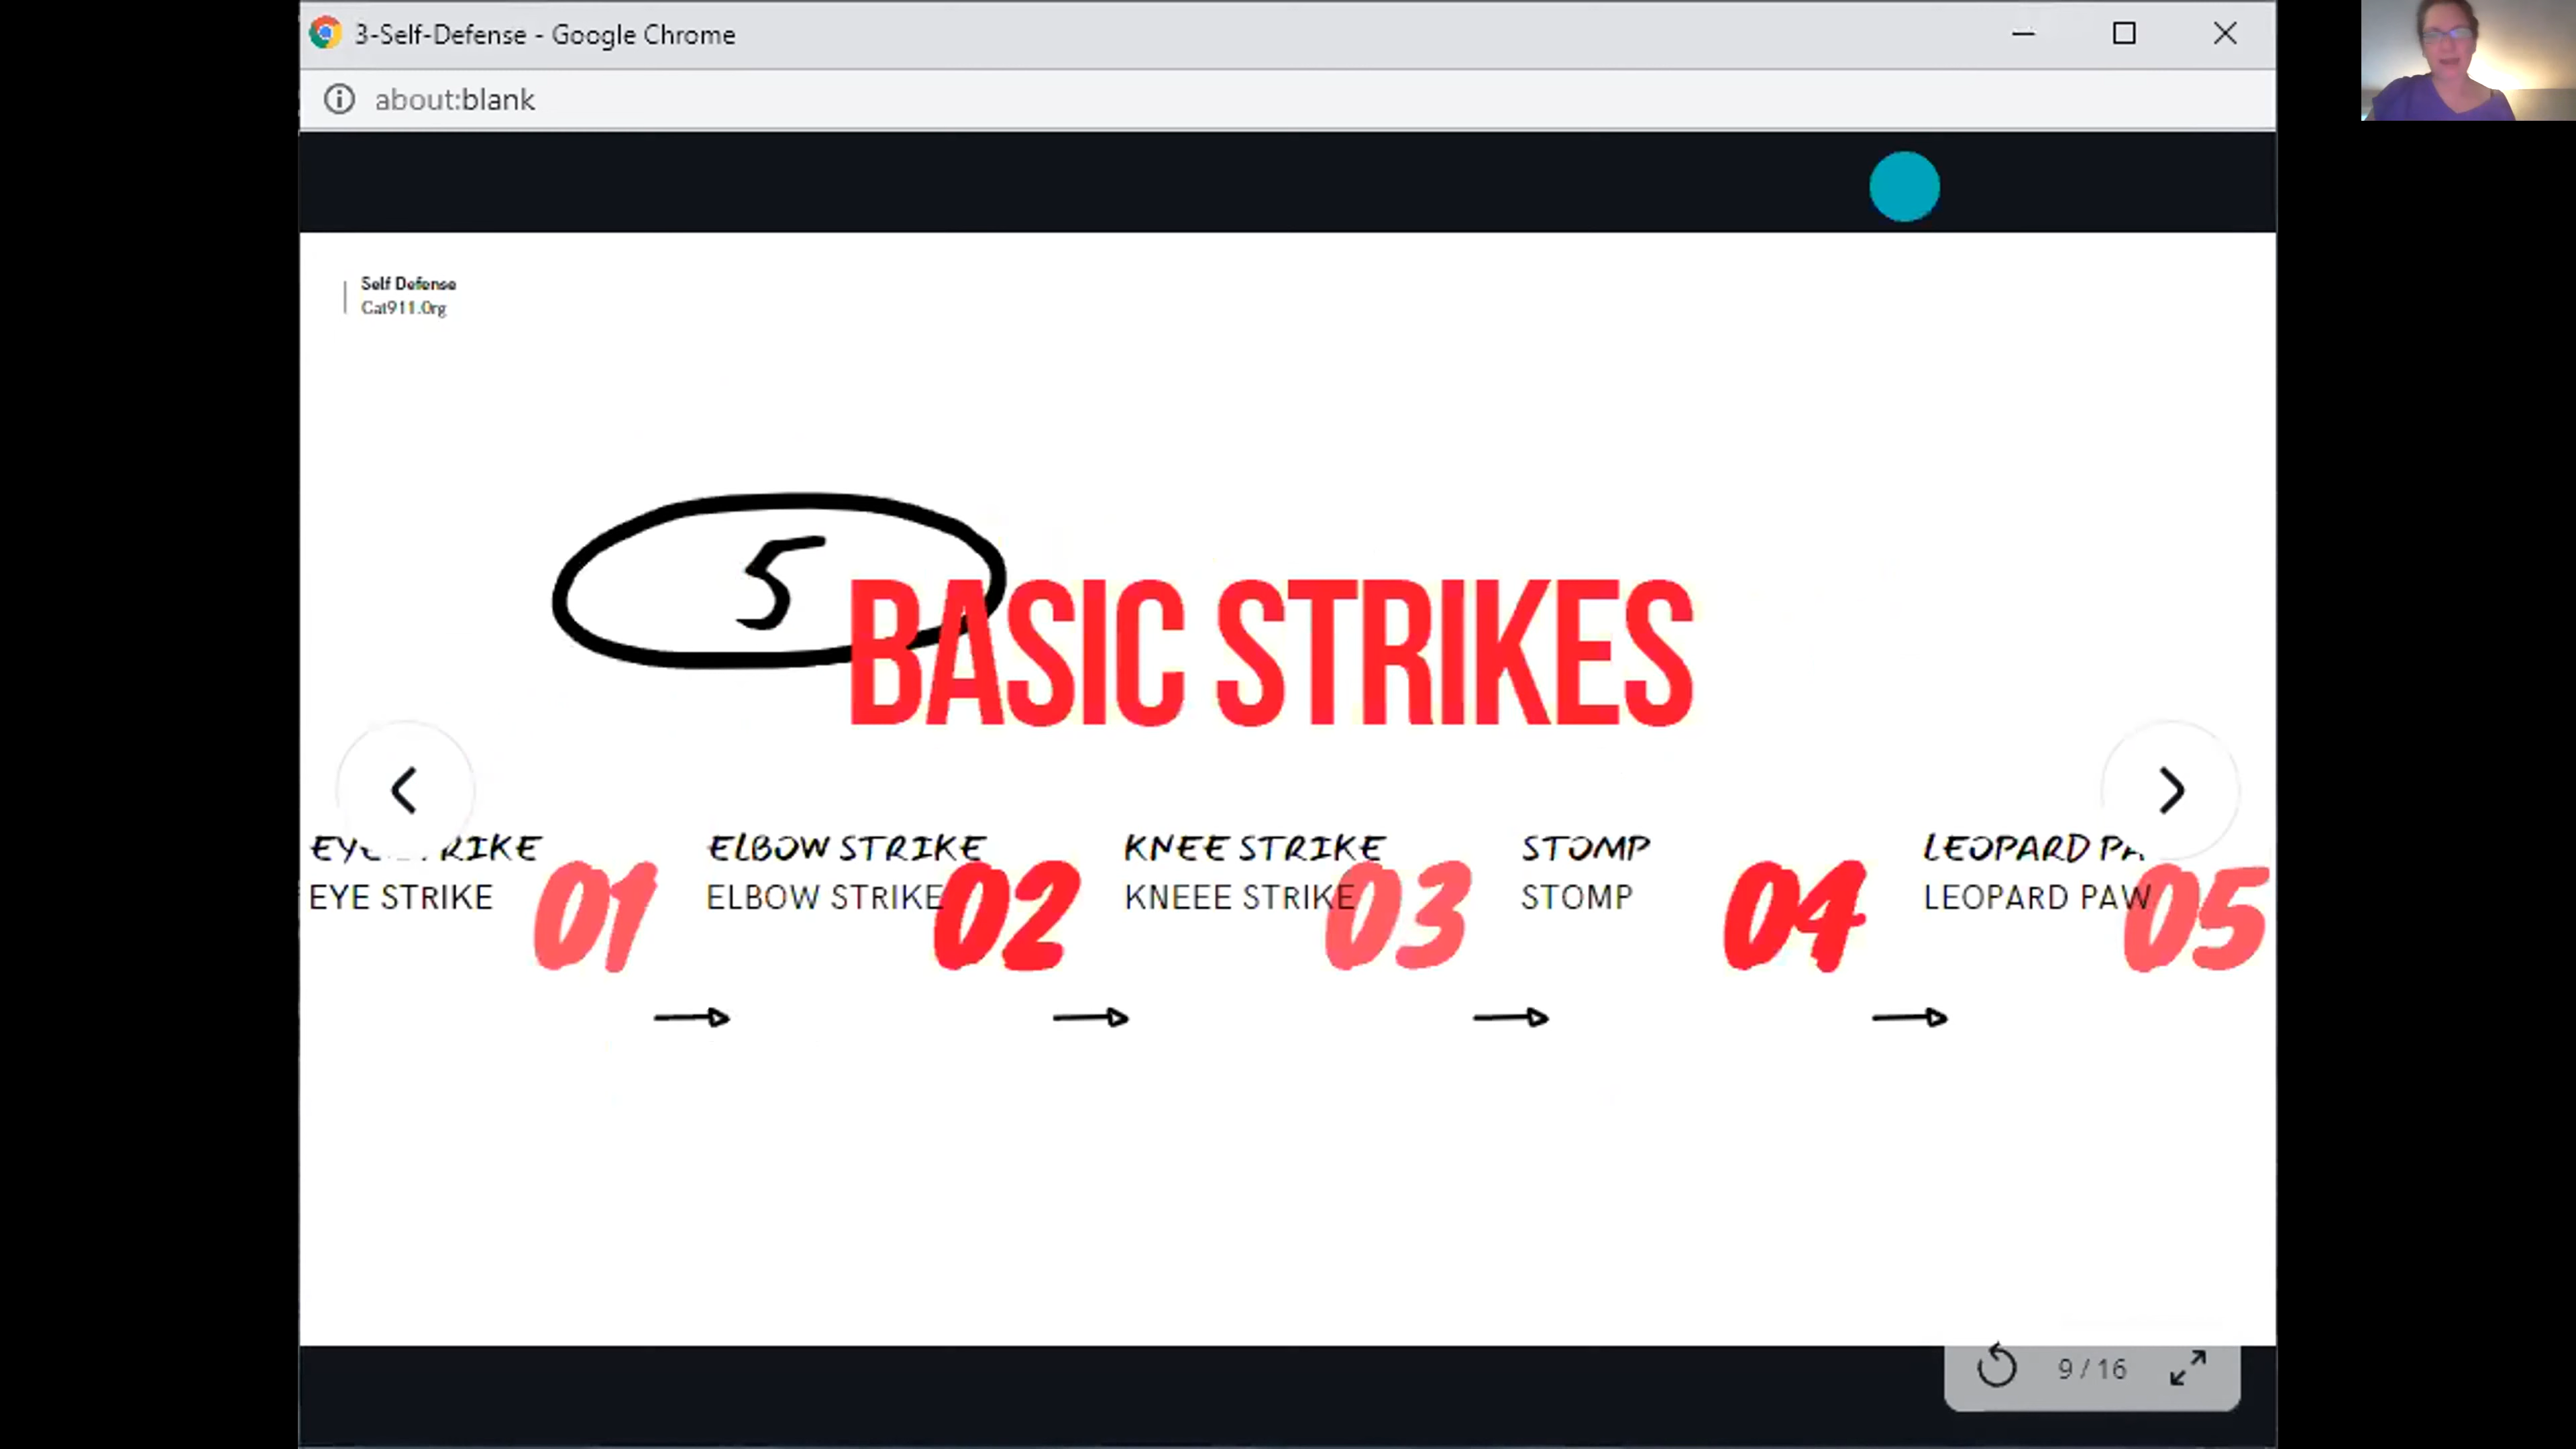 3-Self-Defense - Google Chrome
about:blank
Self Defense
Cat911.Org
5
BASIC STRIKES
ELBOW STRIKE
KNEE STRIKE
STOMP
LEOPARD
EYE STRIKE
01
ELBOW STRIKE
02
KNEEE STRIKE
03
STOMP
04
LEOPARD PAW
05
9 / 16